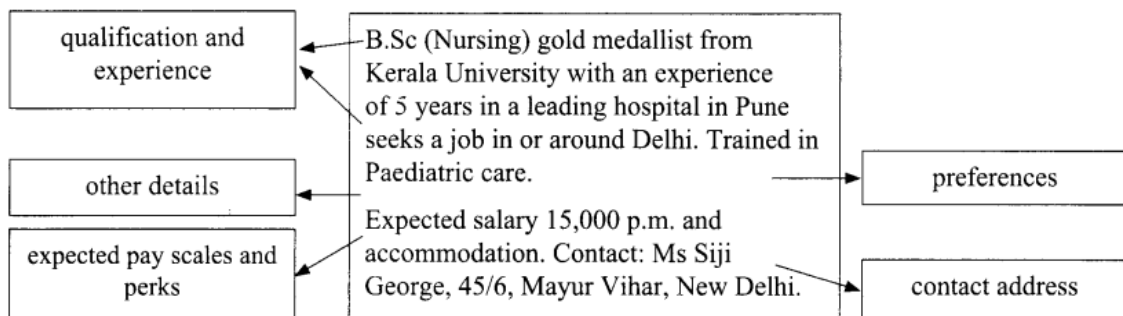 qualification and
experience
other details
expected pay scales and
perks
B.Sc (Nursing) gold medallist from
Kerala University with an experience
of 5 years in a leading hospital in Pune
seeks a job in or around Delhi. Trained in
Paediatric care.
Expected salary 15,000 p.m. and
accommodation. Contact: Ms Siji
George, 45/6, Mayur Vihar, New Delhi.
preferences
contact address